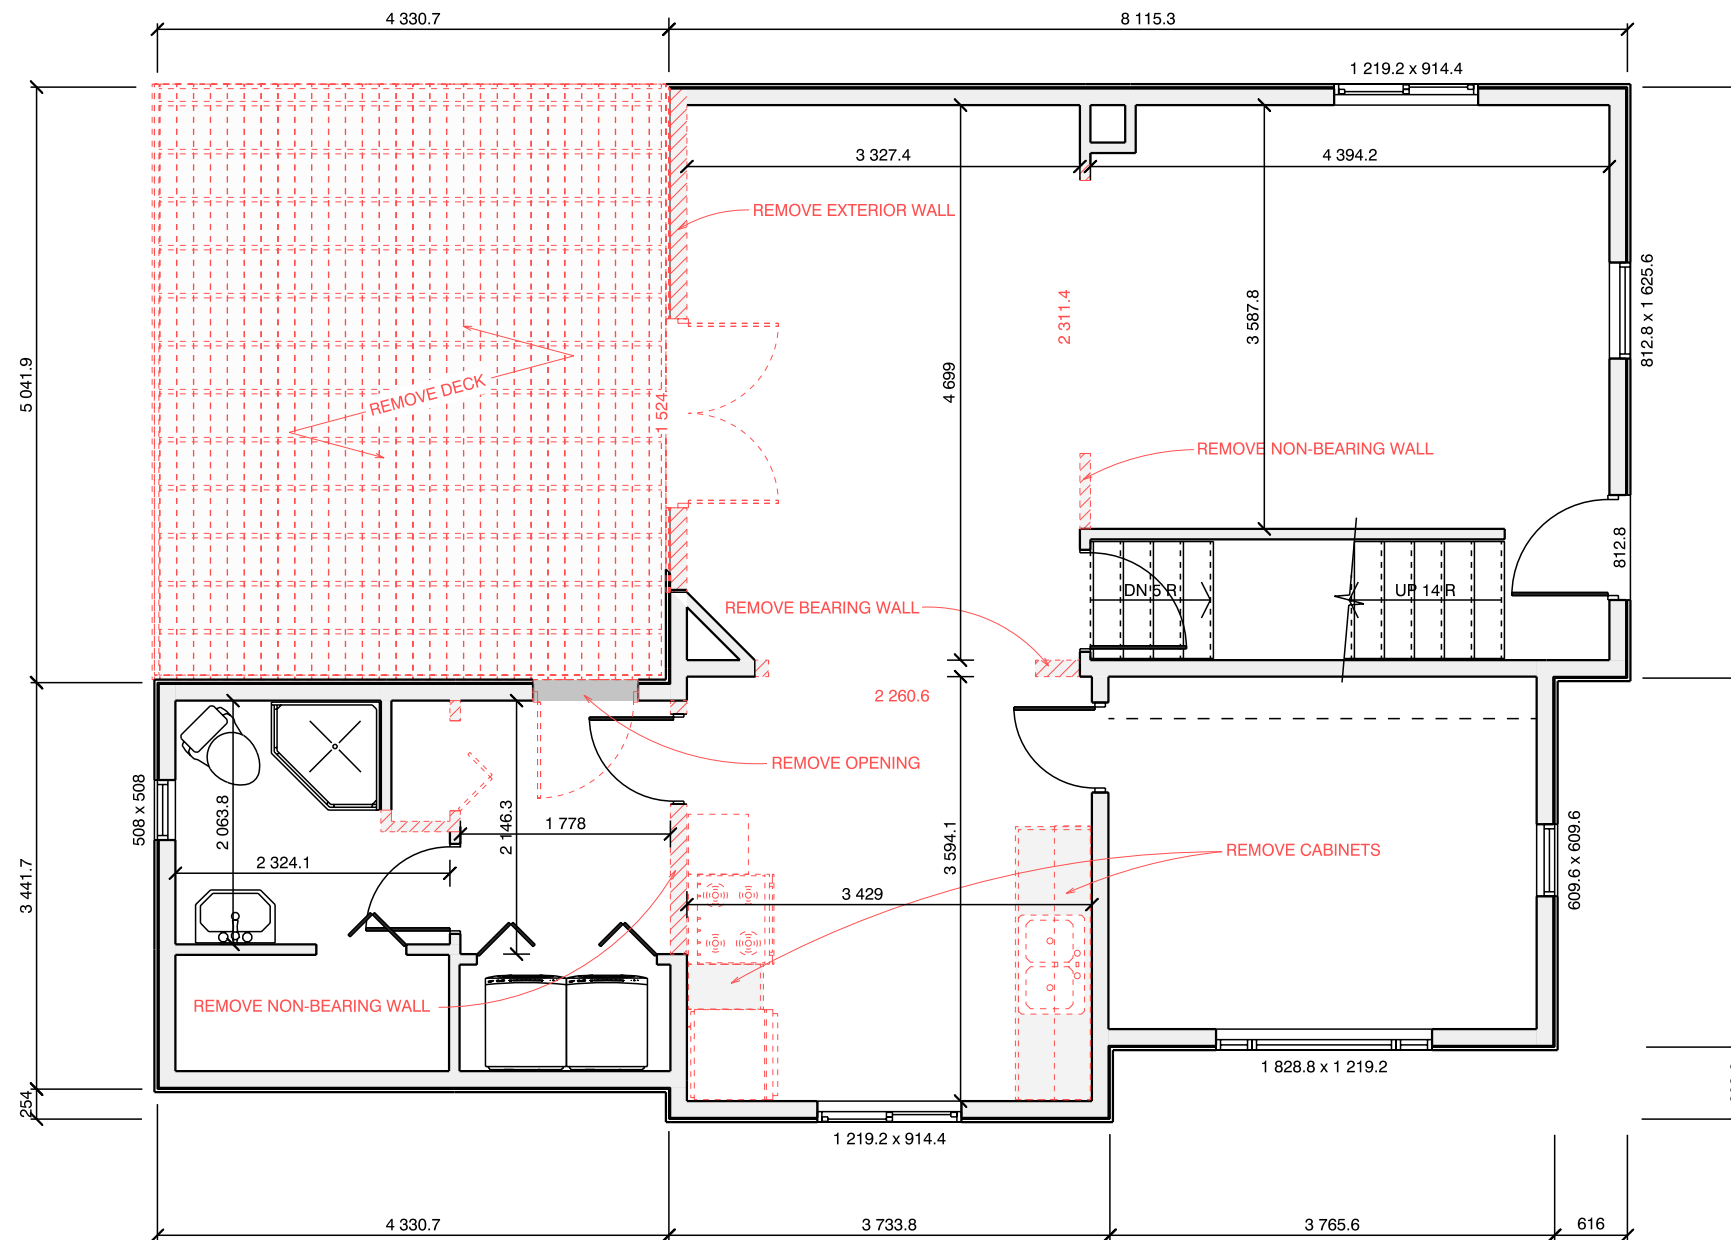 4 330.7
8 115.3
1 219.2 x 914.4
3 327.4
4 394.2
REMOVE EXTERIOR WALL
812.8 x 1 625.6
2 311.4
3 587.8
5 041.9
4 699
REMOVE DECK
1 524
REMOVE NON-BEARING WALL
812.8
DN 5 R
UP 14 R
REMOVE BEARING WALL
2 260.6
REMOVE OPENING
508 x 508
2 063.8
2 146.3
1 778
3 594.1
REMOVE CABINETS
2 324.1
3 441.7
3 429
609.6 x 609.6
REMOVE NON-BEARING WALL
1 828.8 x 1 219.2
254
1 219.2 x 914.4
4 330.7
3 733.8
3 765.6
616